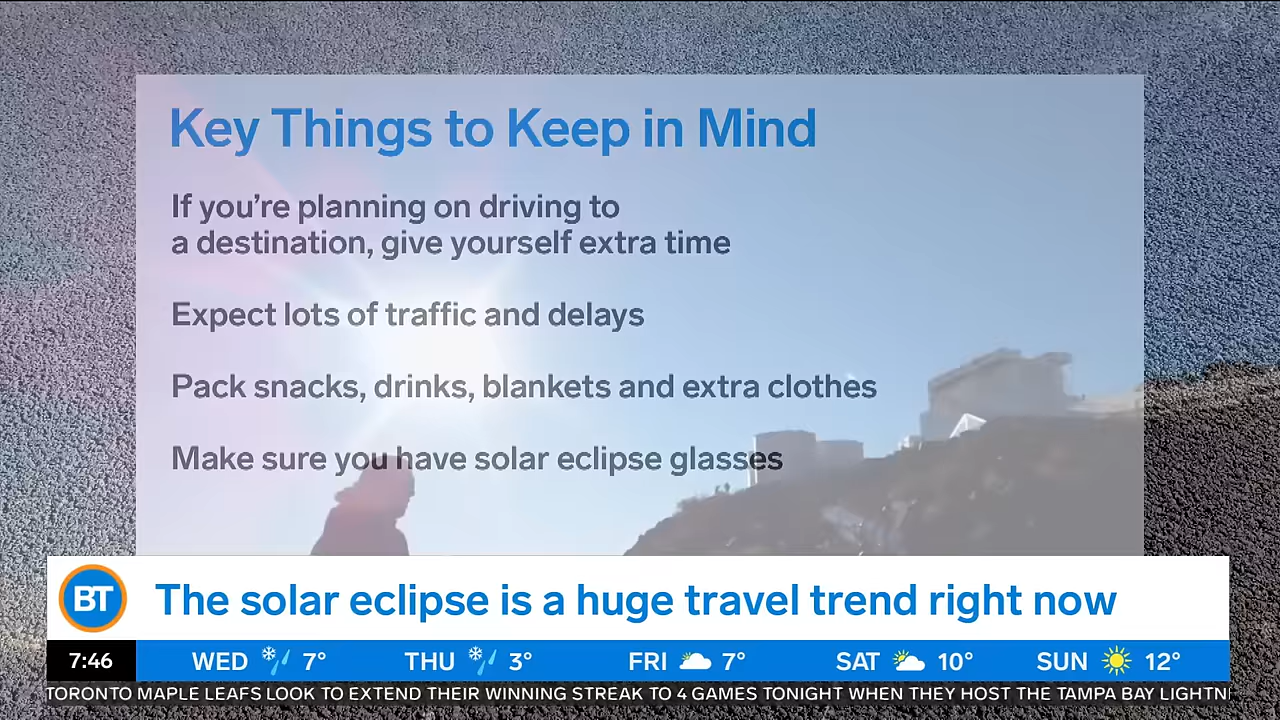 Key Things to Keep in Mind
If you're planning on driving to
a destination, give yourself extra time
Expect lots of traffic and delays
Pack snacks, drinks, blankets and extra clothes
Make sure you have solar eclipse glasses
BT The solar eclipse is a huge travel trend right now
7:46 WED 7° THU 3° FRI 7° SAT 10° SUN 12°
TORONTO MAPLE LEAFS LOOK TO EXTEND THEIR WINNING STREAK TO 4 GAMES TONIGHT WHEN THEY HOST THE TAMPA BAY LIGHTN